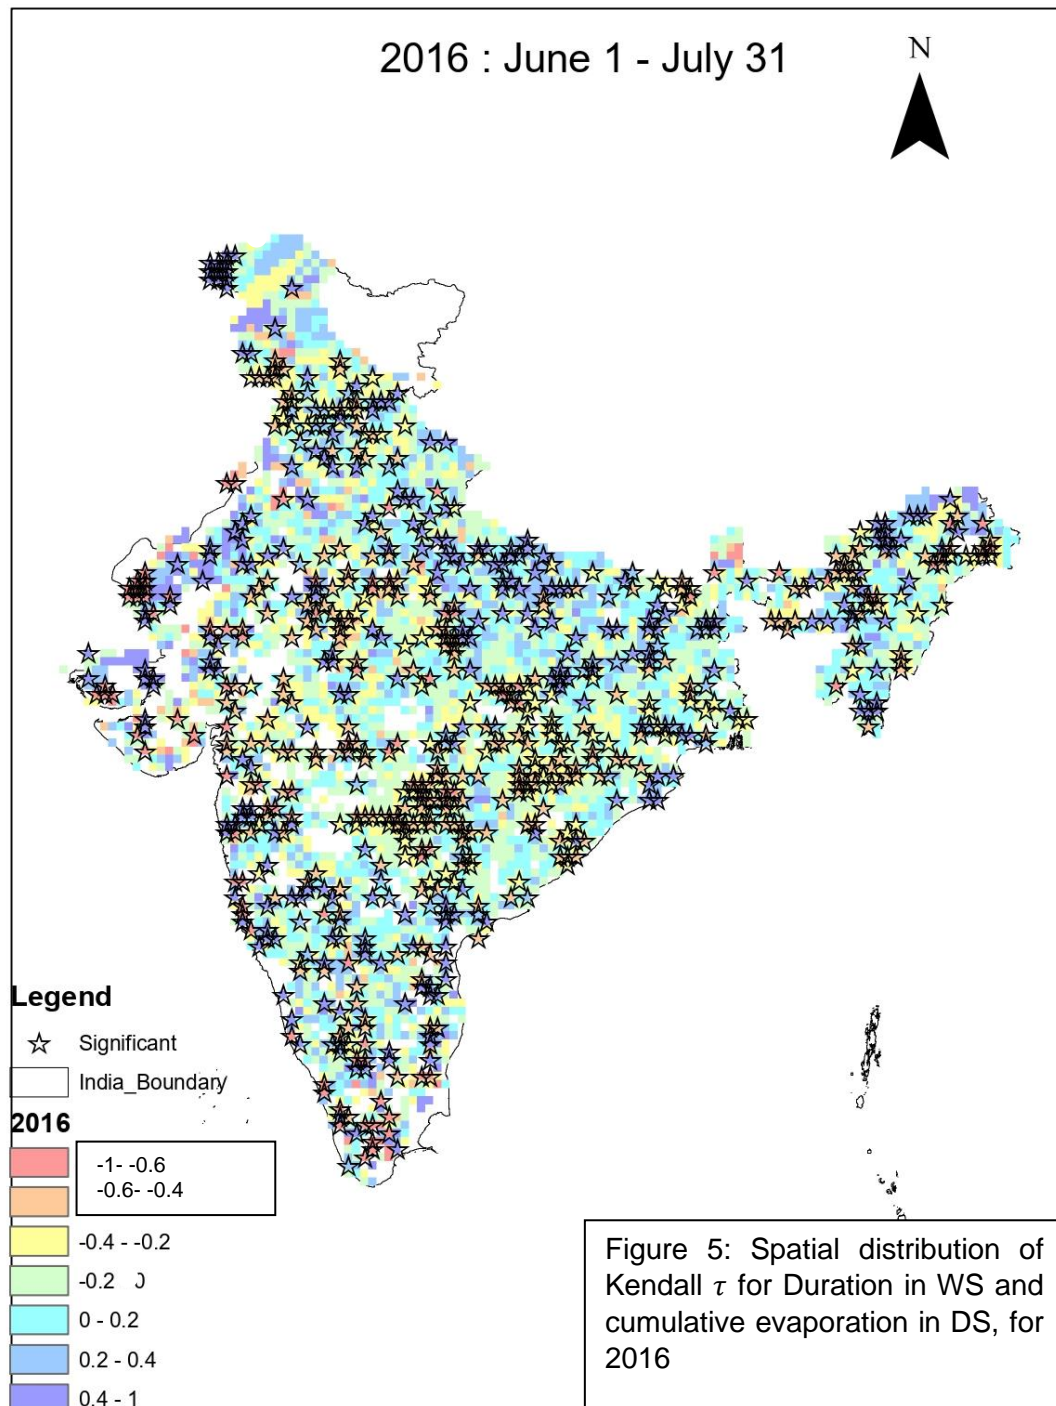 2016 : June 1 - July 31
N
Legend
Significant
India_Boundary
2016
-1- -0.6
-0.6- -0.4
-0.4 - -0.2
-0.2
0 - 0.2
0.2 - 0.4
0.4 - 1
Figure 5: Spatial distribution of
Kendall τ for Duration in WS and
cumulative evaporation in DS, for
2016